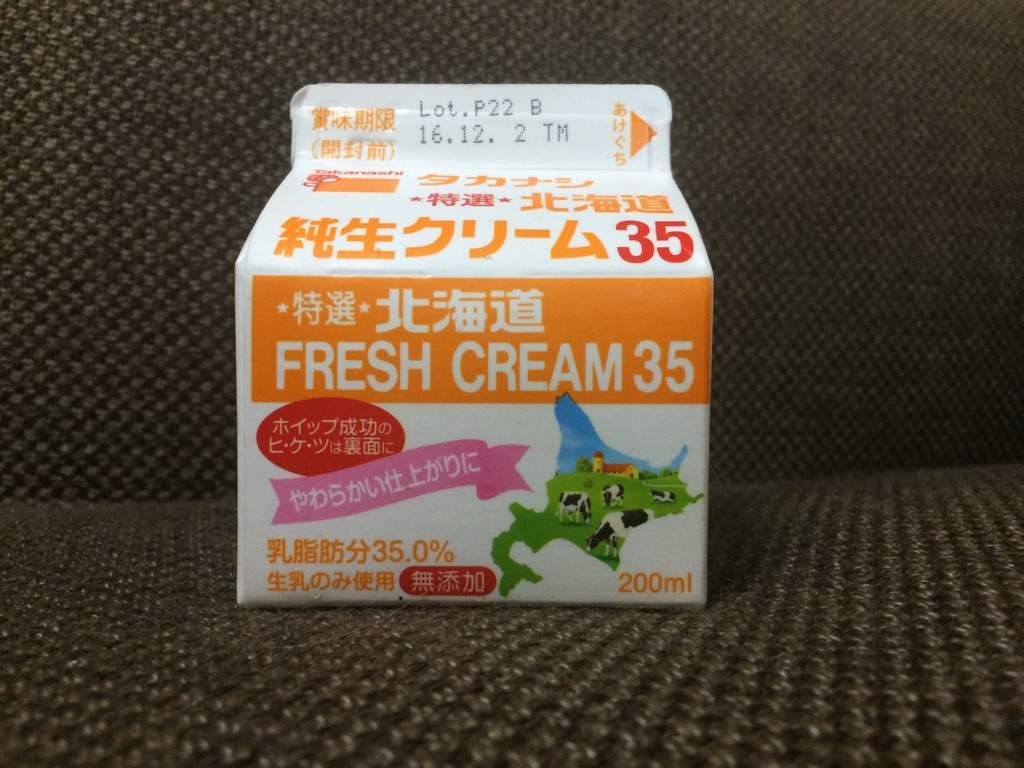 賞味期限
(開封前)
Lot.P22 B
16.12. 2 TM
あけぐち
Takanashi
タカナシ
★特選★北海道
純生クリーム35
★特選★北海道
FRESH CREAM 35
ホイップ成功の
ヒ・ケ・ツは裏面に
やわらかい仕上がりに
乳脂肪分35.0%
生乳のみ使用 無添加
200ml